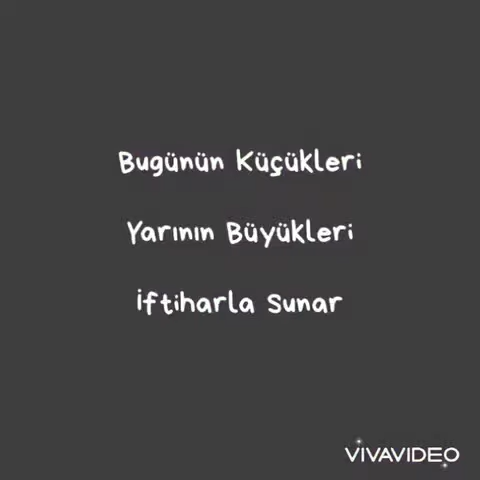 Bugünün Küçükleri
Yarının Büyükleri
İftiharla Sunar
VIVAVIDEO